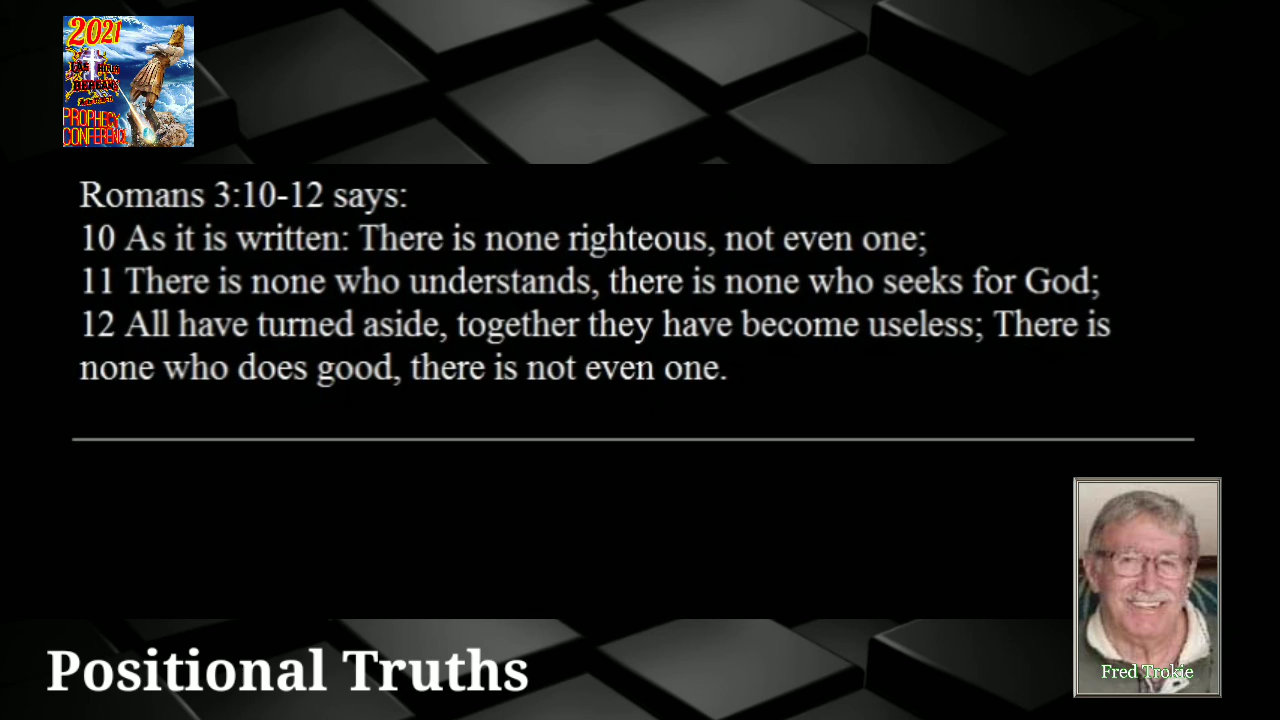 2021
PROPHECY
CONFERENCE
Romans 3:10-12 says:
10 As it is written: There is none righteous, not even one;
11 There is none who understands, there is none who seeks for God;
12 All have turned aside, together they have become useless; There is
none who does good, there is not even one.
Fred Trokie
Positional Truths